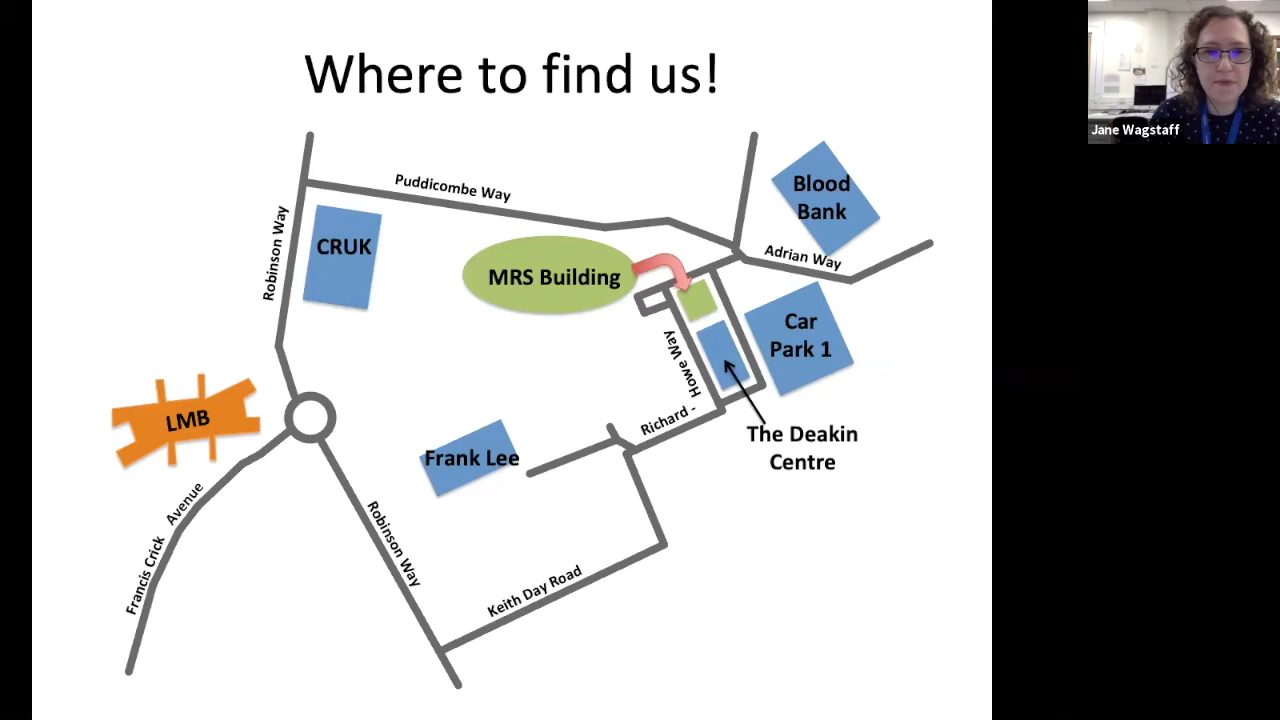 Where to find us!
Jane Wagstaff
Puddicombe Way
Blood
Bank
Robinson Way
CRUK
Adrian Way
MRS Building
Car
Park 1
Howe Way
LMB
Richard -
The Deakin
Centre
Frank Lee
Francis Crick Avenue
Robinson Way
Keith Day Road